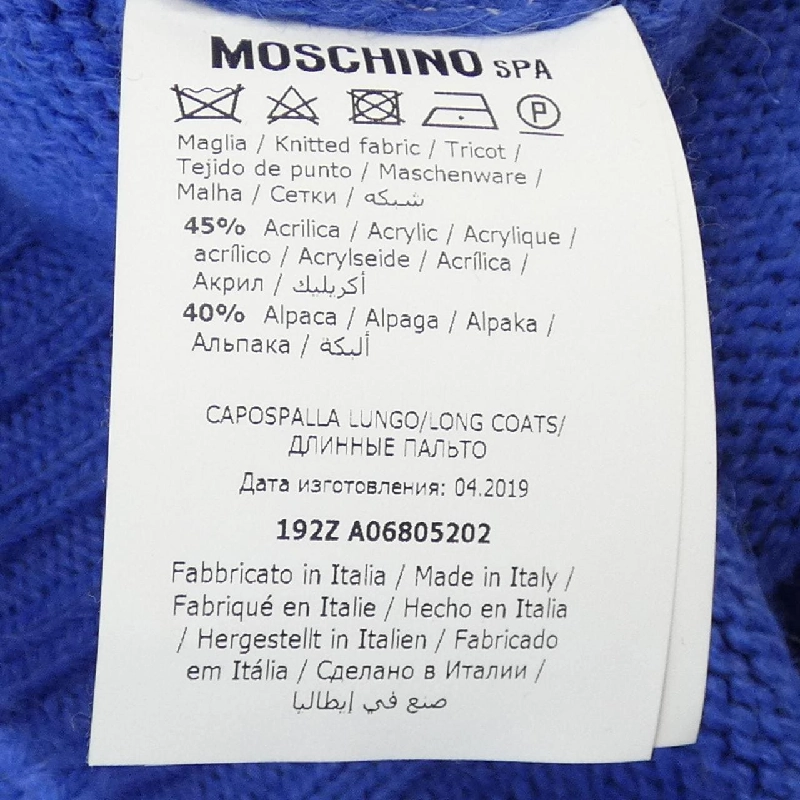 MOSCHINO SPA
P
Maglia / Knitted fabric / Tricot /
Tejido de punto / Maschenware /
Malha / Сетки / شبكه
45% Acrilica / Acrylic / Acrylique /
acrílico / Acrylseide / Acrílica /
Акрил / أكريليك
40% Alpaca / Alpaga / Alpaka /
Альпака / ألبكة
CAPOSPALLA LUNGO/LONG COATS/
ДЛИННЫЕ ПАЛЬТО
Дата изготовления: 04.2019
192Z A06805202
Fabbricato in Italia / Made in Italy /
Fabriqué en Italie / Hecho en Italia
/ Hergestellt in Italien / Fabricado
em Itália / Сделано в Италии /
صنع في إيطاليا